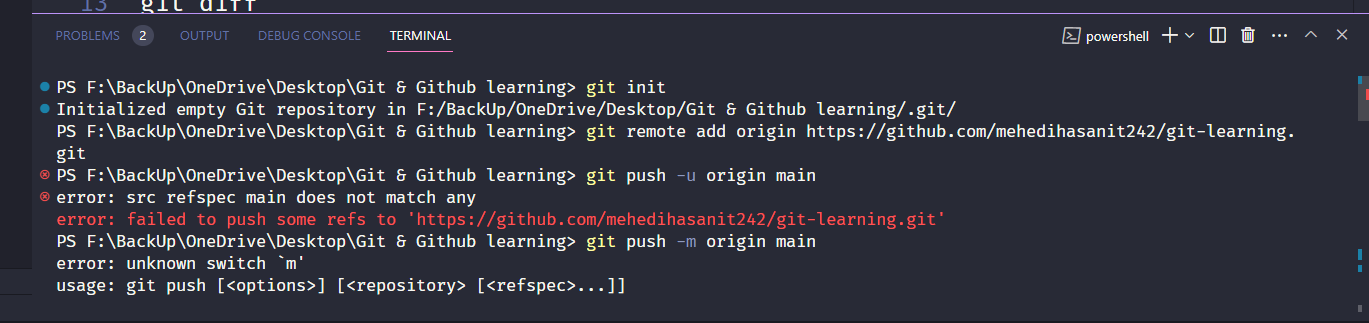 13 git diff
PROBLEMS 2 OUTPUT DEBUG CONSOLE TERMINAL powershell
PS F:\BackUp\OneDrive\Desktop\Git & Github learning> git init
Initialized empty Git repository in F:/BackUp/OneDrive/Desktop/Git & Github learning/.git/
PS F:\BackUp\OneDrive\Desktop\Git & Github learning> git remote add origin https://github.com/mehedihasanit242/git-learning.
git
PS F:\BackUp\OneDrive\Desktop\Git & Github learning> git push -u origin main
error: src refspec main does not match any
error: failed to push some refs to 'https://github.com/mehedihasanit242/git-learning.git'
PS F:\BackUp\OneDrive\Desktop\Git & Github learning> git push -m origin main
error: unknown switch `m'
usage: git push [<options>] [<repository> [<refspec>...]]